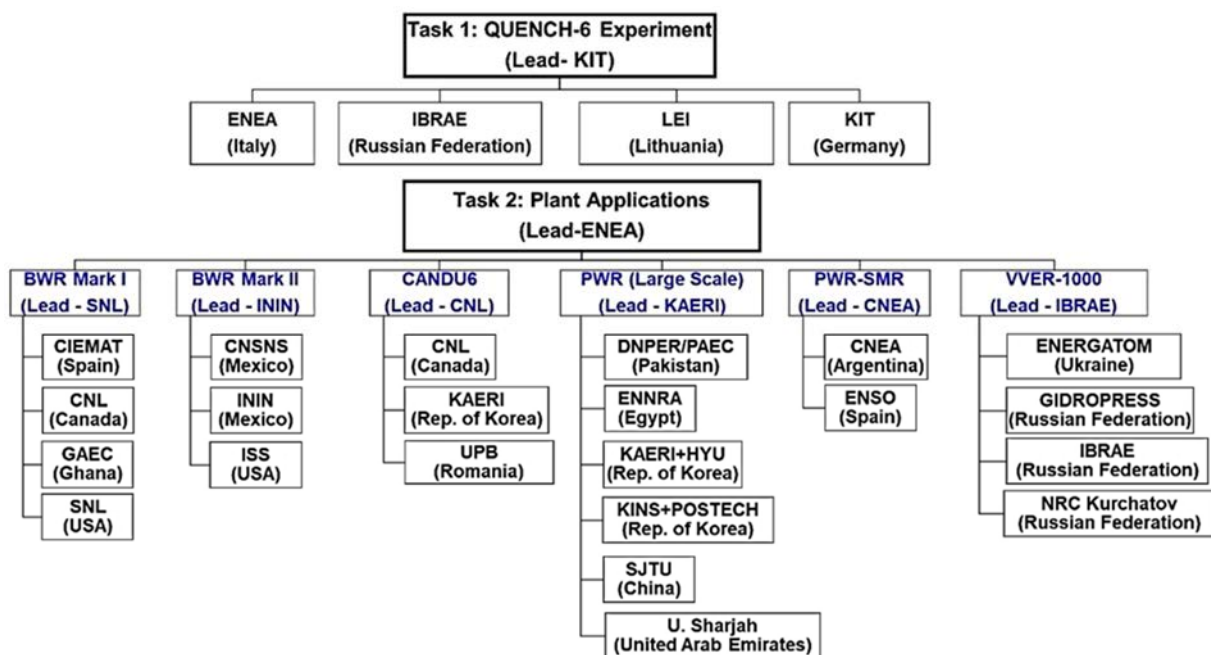 Task 1: QUENCH-6 Experiment
(Lead- KIT)
ENEA
(Italy)
IBRAE
(Russian Federation)
LEI
(Lithuania)
KIT
(Germany)
Task 2: Plant Applications
(Lead-ENEA)
BWR Mark I
(Lead - SNL)
CIEMAT
(Spain)
CNL
(Canada)
GAEC
(Ghana)
SNL
(USA)
BWR Mark II
(Lead - ININ)
CNSNS
(Mexico)
ININ
(Mexico)
ISS
(USA)
CANDU6
(Lead - CNL)
CNL
(Canada)
KAERI
(Rep. of Korea)
UPB
(Romania)
PWR (Large Scale)
(Lead - KAERI)
DNPER/PAEC
(Pakistan)
ENNRA
(Egypt)
KAERI+HYU
(Rep. of Korea)
KINS+POSTECH
(Rep. of Korea)
SJTU
(China)
U. Sharjah
(United Arab Emirates)
PWR-SMR
(Lead - CNEA)
CNEA
(Argentina)
ENSO
(Spain)
VVER-1000
(Lead - IBRAE)
ENERGATOM
(Ukraine)
GIDROPRESS
(Russian Federation)
IBRAE
(Russian Federation)
NRC Kurchatov
(Russian Federation)